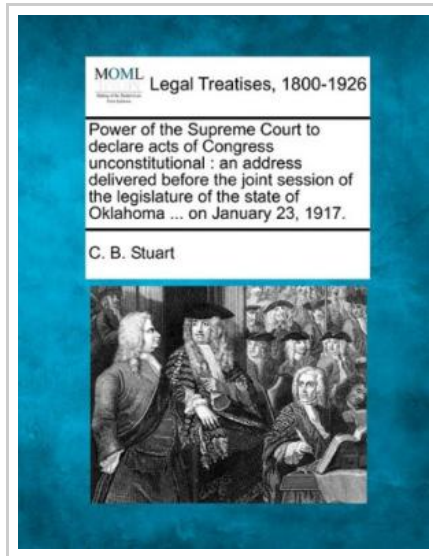 MOML
Legal Treatises, 1800-1926
Power of the Supreme Court to
declare acts of Congress
unconstitutional : an address
delivered before the joint session of
the legislature of the state of
Oklahoma ... on January 23, 1917.
C. B. Stuart